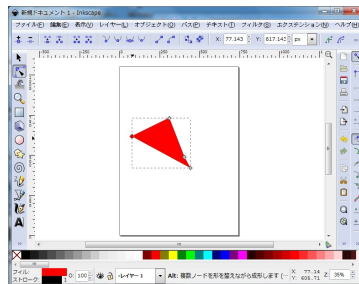 新規ドキュメント 1 - Inkscape
ファイル(F) 編集(E) 表示(V) レイヤー(L) オブジェクト(O) パス(P) テキスト(T) フィルタ(S) エクステンション(N) ヘルプ(H)
X: 77.143 Y: 617.143 px
フィル:
ストローク: 1
O: 100
-レイヤー 1
Alt: 複数ノードを形を整えながら成形します (…
X: 77.14
Y: 608.71
Z: 35%